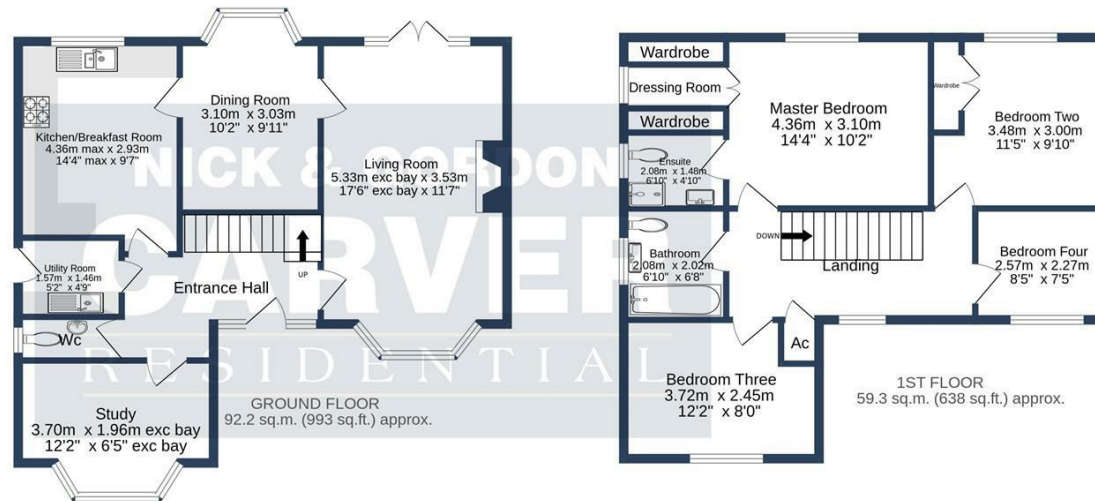 Kitchen/Breakfast Room
4.36m max x 2.93m
14'4" max x 9'7"
Dining Room
3.10m x 3.03m
10'2" x 9'11"
Living Room
5.33m exc bay x 3.53m
17'6" exc bay x 11'7"
Utility Room
1.57m x 1.46m
5'2" x 4'9"
Entrance Hall
UP
Wc
Study
3.70m x 1.96m exc bay
12'2" x 6'5" exc bay
GROUND FLOOR
92.2 sq.m. (993 sq.ft.) approx.
NICK & GORDON
CARVER
RESIDENTIAL
Wardrobe
Dressing Room
Wardrobe
Master Bedroom
4.36m x 3.10m
14'4" x 10'2"
Wardrobe
Bedroom Two
3.48m x 3.00m
11'5" x 9'10"
Ensuite
2.08m x 1.48m
6'10" x 4'10"
Bathroom
2.08m x 2.02m
6'10" x 6'8"
DOWN
Landing
Bedroom Four
2.57m x 2.27m
8'5" x 7'5"
Ac
Bedroom Three
3.72m x 2.45m
12'2" x 8'0"
1ST FLOOR
59.3 sq.m. (638 sq.ft.) approx.